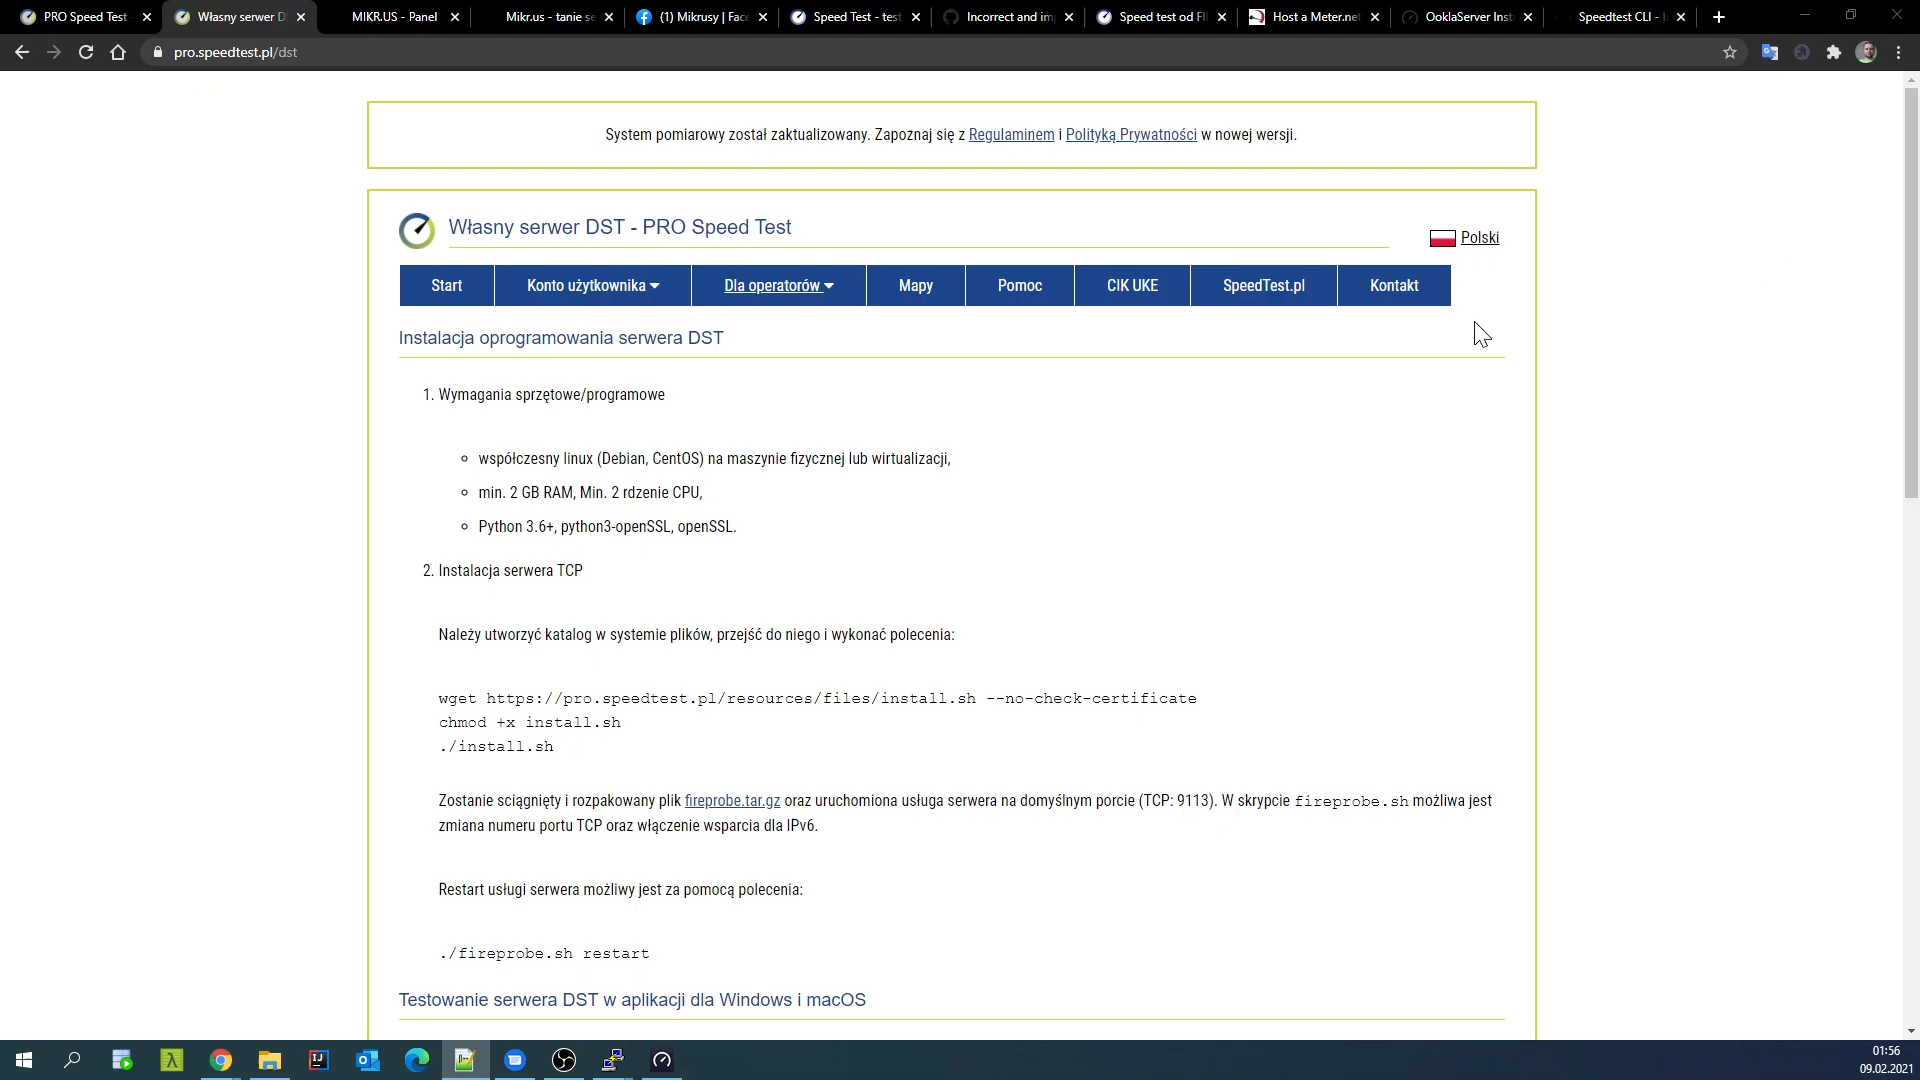 PRO Speed Test
Własny serwer D
MIKR.US - Panel
Mikr.us - tanie se
(1) Mikrusy | Fac
Speed Test - test
Incorrect and im
Speed test od FI
Host a Meter.net
OoklaServer Inst
Speedtest CLI - I
pro.speedtest.pl/dst
System pomiarowy został zaktualizowany. Zapoznaj się z Regulaminem i Polityką Prywatności w nowej wersji.
Własny serwer DST - PRO Speed Test
Polski
Start Konto użytkownika Dla operatorów Mapy Pomoc CIK UKE SpeedTest.pl Kontakt
Instalacja oprogramowania serwera DST
1. Wymagania sprzętowe/programowe
współczesny linux (Debian, CentOS) na maszynie fizycznej lub wirtualizacji,
min. 2 GB RAM, Min. 2 rdzenie CPU,
Python 3.6+, python3-openSSL, openSSL.
2. Instalacja serwera TCP
Należy utworzyć katalog w systemie plików, przejść do niego i wykonać polecenia:
wget https://pro.speedtest.pl/resources/files/install.sh --no-check-certificate
chmod +x install.sh
./install.sh
Zostanie sciągnięty i rozpakowany plik fireprobe.tar.gz oraz uruchomiona usługa serwera na domyślnym porcie (TCP: 9113). W skrypcie fireprobe.sh możliwa jest
zmiana numeru portu TCP oraz włączenie wsparcia dla IPv6.
Restart usługi serwera możliwy jest za pomocą polecenia:
./fireprobe.sh restart
Testowanie serwera DST w aplikacji dla Windows i macOS
01:56
09.02.2021